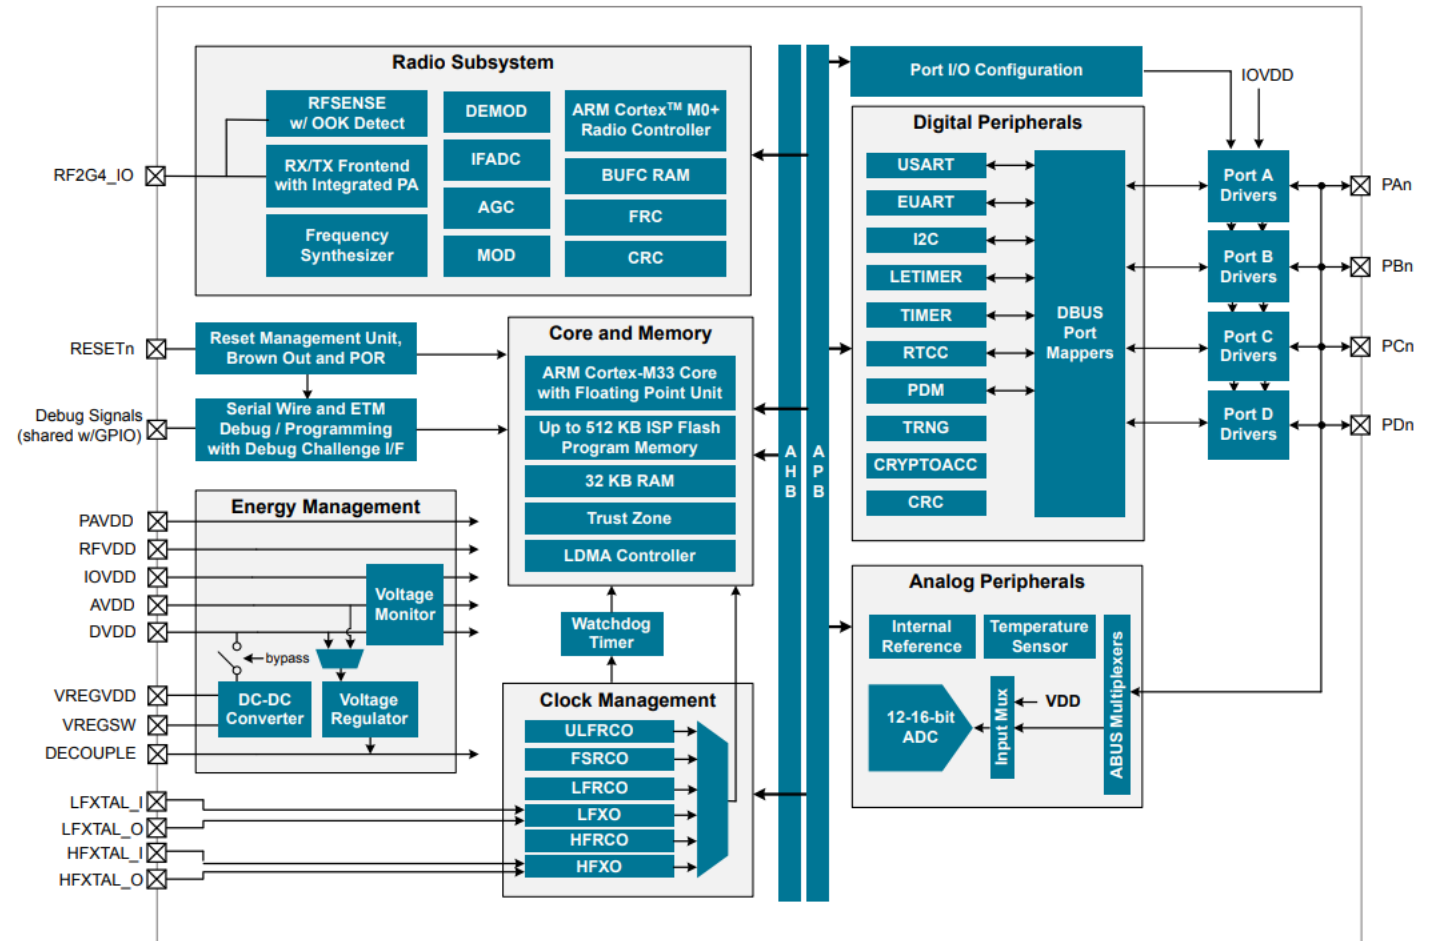 Radio Subsystem
RFSENSE
w/ OOK Detect
RX/TX Frontend
with Integrated PA
Frequency
Synthesizer
DEMOD
IFADC
AGC
MOD
ARM Cortex™ M0+
Radio Controller
BUFC RAM
FRC
CRC
RF2G4_IO
RESETn
Reset Management Unit,
Brown Out and POR
Debug Signals
(shared w/GPIO)
Serial Wire and ETM
Debug / Programming
with Debug Challenge I/F
Core and Memory
ARM Cortex-M33 Core
with Floating Point Unit
Up to 512 KB ISP Flash
Program Memory
32 KB RAM
Trust Zone
LDMA Controller
Energy Management
PAVDD
RFVDD
IOVDD
AVDD
DVDD
VREGVDD
VREGSW
DECOUPLE
Voltage
Monitor
bypass
DC-DC
Converter
Voltage
Regulator
Watchdog
Timer
Clock Management
ULFRCO
FSRCO
LFRCO
LFXO
HFRCO
HFXO
LFXTAL_I
LFXTAL_O
HFXTAL_I
HFXTAL_O
AHB
APB
Port I/O Configuration
IOVDD
Digital Peripherals
USART
EUART
I2C
LETIMER
TIMER
RTCC
PDM
TRNG
CRYPTOACC
CRC
DBUS
Port
Mappers
Port A
Drivers
Port B
Drivers
Port C
Drivers
Port D
Drivers
PAn
PBn
PCn
PDn
Analog Peripherals
Internal
Reference
Temperature
Sensor
12-16-bit
ADC
Input Mux
VDD
ABUS Multiplexers